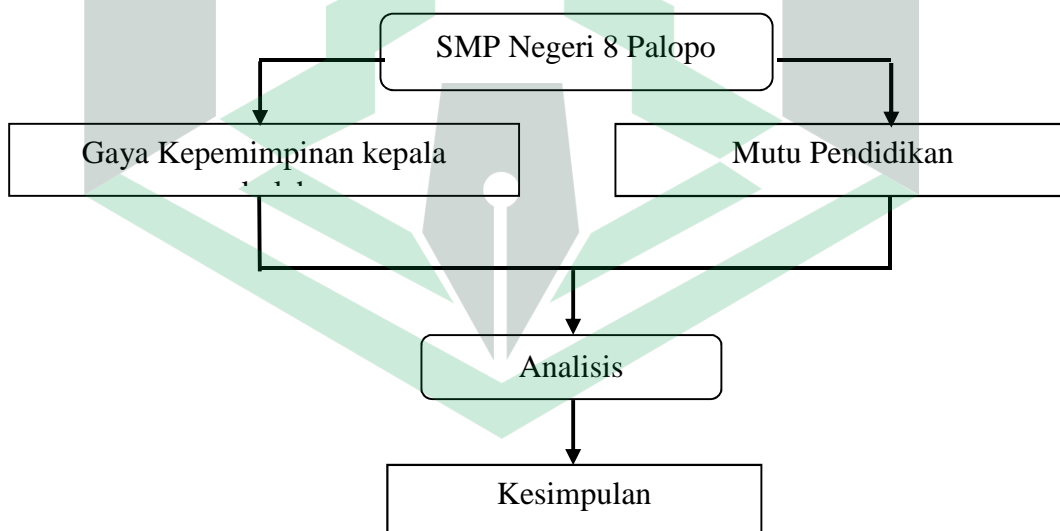 SMP Negeri 8 Palopo
Gaya Kepemimpinan kepala
Mutu Pendidikan
Analisis
Kesimpulan